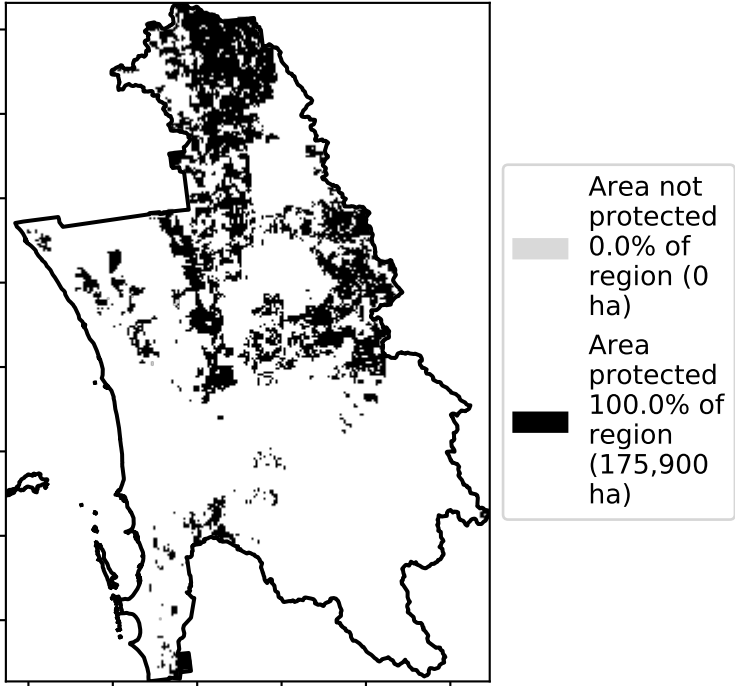 Area not
protected
0.0% of
region (0
ha)
Area
protected
100.0% of
region
(175,900
ha)